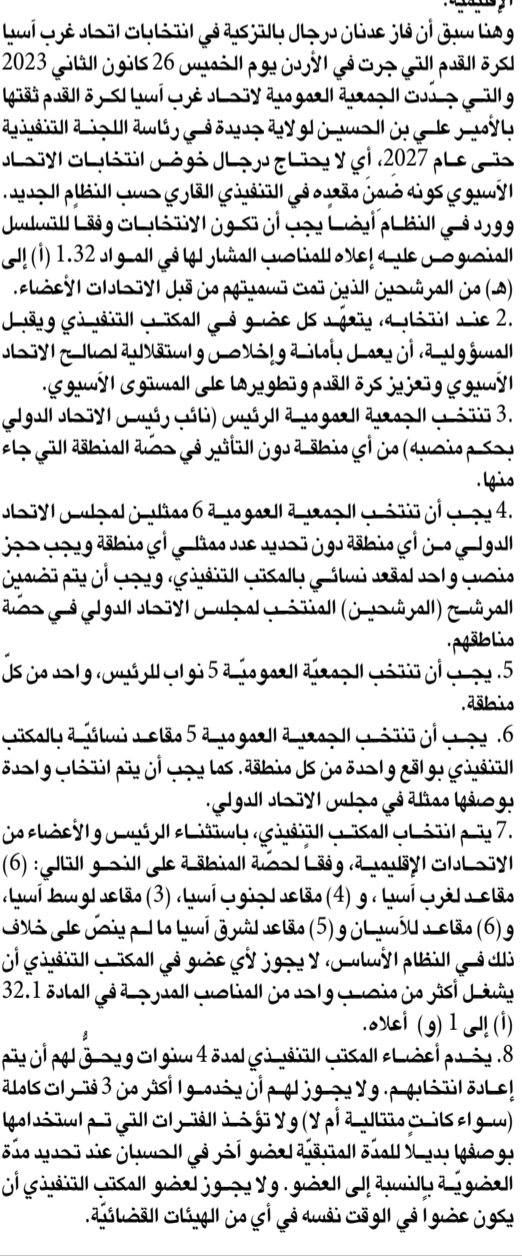 وهنا سبق أن فاز عدنان درجال بالتزكية في انتخابات اتحاد غرب آسيا
لكرة القدم التي جرت في الأردن يوم الخميس 26 كانون الثاني 2023
والتي جدّدت الجمعية العمومية لاتحاد غرب آسيا لكرة القدم ثقتها
بالأمير علي بن الحسين لولاية جديدة في رئاسة اللجنة التنفيذية
حتى عام 2027، أي لا يحتاج درجال خوض انتخابات الاتحاد
الآسيوي كونه ضمنَ مقعده في التنفيذي القاري حسب النظام الجديد.
وورد في النظام أيضاً يجب أن تكون الانتخابات وفقاً للتسلسل
المنصوص عليه إعلاه للمناصب المشار لها في المواد 1.32 (أ) إلى
(هـ) من المرشحين الذين تمت تسميتهم من قبل الاتحادات الأعضاء.
2. عند انتخابه، يتعهّد كل عضو في المكتب التنفيذي ويقبل
المسؤولية، أن يعمل بأمانة وإخلاص واستقلالية لصالح الاتحاد
الآسيوي وتعزيز كرة القدم وتطويرها على المستوى الآسيوي.
3. تنتخب الجمعية العمومية الرئيس (نائب رئيس الاتحاد الدولي
بحكم منصبه) من أي منطقة دون التأثير في حصّة المنطقة التي جاء
منها.
4. يجب أن تنتخب الجمعية العمومية 6 ممثلين لمجلس الاتحاد
الدولي من أي منطقة دون تحديد عدد ممثلي أي منطقة ويجب حجز
منصب واحد لمقعد نسائي بالمكتب التنفيذي، ويجب أن يتم تضمين
المرشح (المرشحين) المنتخب لمجلس الاتحاد الدولي في حصّة
مناطقهم.
5. يجب أن تنتخب الجمعيّة العموميّة 5 نواب للرئيس، واحد من كلّ
منطقة.
6. يجب أن تنتخب الجمعية العمومية 5 مقاعد نسائيّة بالمكتب
التنفيذي بواقع واحدة من كل منطقة. كما يجب أن يتم انتخاب واحدة
بوصفها ممثلة في مجلس الاتحاد الدولي.
7. يتم انتخاب المكتب التنفيذي، باستثناء الرئيس والأعضاء من
الاتحادات الإقليمية، وفقاً لحصّة المنطقة على النحو التالي: (6)
مقاعد لغرب آسيا، و (4) مقاعد لجنوب آسيا، (3) مقاعد لوسط آسيا،
و(6) مقاعد للآسيان و(5) مقاعد لشرق آسيا ما لم ينصّ على خلاف
ذلك في النظام الأساس، لا يجوز لأي عضو في المكتب التنفيذي أن
يشغل أكثر من منصب واحد من المناصب المدرجة في المادة 32.1
(أ) إلى 1 (و) أعلاه.
8. يخدم أعضاء المكتب التنفيذي لمدة 4 سنوات ويحقّ لهم أن يتم
إعادة انتخابهم. ولا يجوز لهم أن يخدموا أكثر من 3 فترات كاملة
(سواء كانت متتالية أم لا) ولا تؤخذ الفترات التي تم استخدامها
بوصفها بديلاً للمدّة المتبقيّة لعضو آخر في الحسبان عند تحديد مدّة
العضويّة بالنسبة إلى العضو. ولا يجوز لعضو المكتب التنفيذي أن
يكون عضواً في الوقت نفسه في أي من الهيئات القضائيّة.